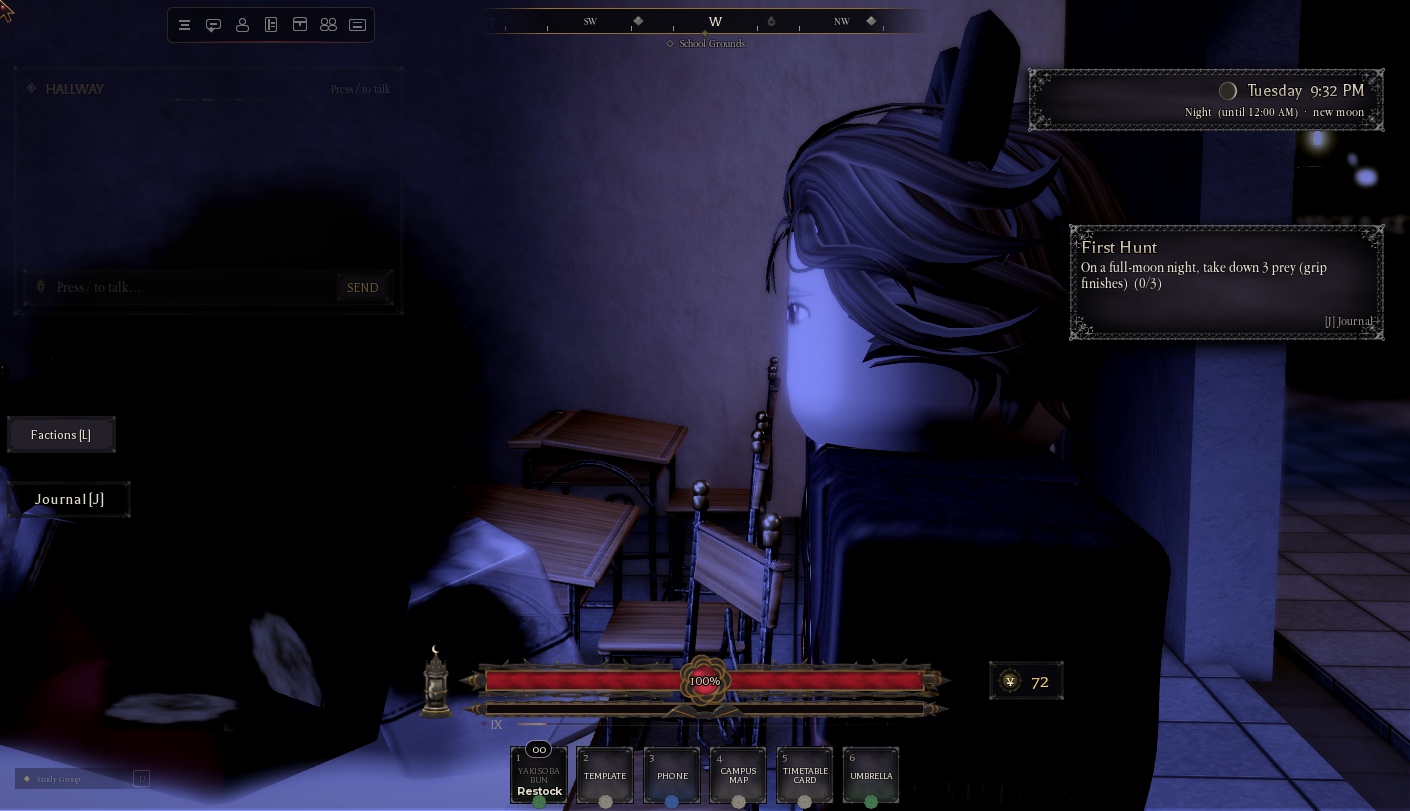 SW
W
NW
School Grounds
HALLWAY
Press / to talk
Press / to talk...
SEND
Tuesday 9:32 PM
Night (until 12:00 AM) · new moon
First Hunt
On a full-moon night, take down 3 prey (grip
finishes) (0/3)
[J] Journal
Factions [L]
Journal [J]
100%
¥ 72
IX
1
00
YAKISOBA
BUN
Restock
2
TEMPLATE
3
PHONE
4
CAMPUS
MAP
5
TIMETABLE
CARD
6
UMBRELLA
Study Group